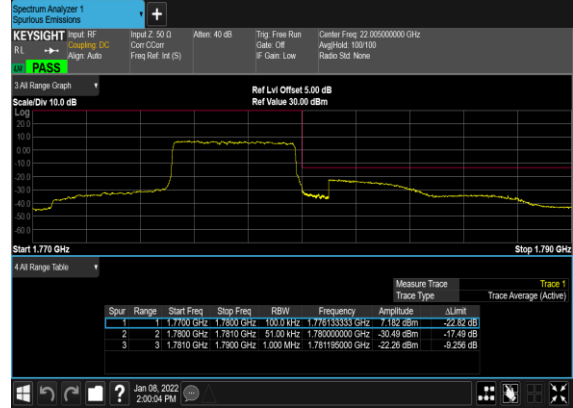 Spectrum Analyzer 1
Spurious Emissions
KEYSIGHT Input: RF Input Z: 50 Ω Atten: 40 dB Trig: Free Run Center Freq: 22.005000000 GHz
RL Coupling: DC Corr CCorr Gate: Off Avg|Hold: 100/100
Align: Auto Freq Ref: Int (S) IF Gain: Low Radio Std: None
PASS
3 All Range Graph
Ref Lvl Offset 5.00 dB
Scale/Div 10.0 dB Ref Value 30.00 dBm
Log
20.0
10.0
0.00
-10.0
-20.0
-30.0
-40.0
-50.0
-60.0
Start 1.770 GHz Stop 1.790 GHz
4 All Range Table
Measure Trace Trace 1
Trace Type Trace Average (Active)
Spur Range Start Freq Stop Freq RBW Frequency Amplitude ΔLimit
1 1 1.7700 GHz 1.7800 GHz 100.0 kHz 1.776133333 GHz 7.182 dBm -22.82 dB
2 2 1.7800 GHz 1.7810 GHz 51.00 kHz 1.780000000 GHz -30.49 dBm -17.49 dB
3 3 1.7810 GHz 1.7900 GHz 1.000 MHz 1.781195000 GHz -22.26 dBm -9.256 dB
Jan 08, 2022
2:00:04 PM